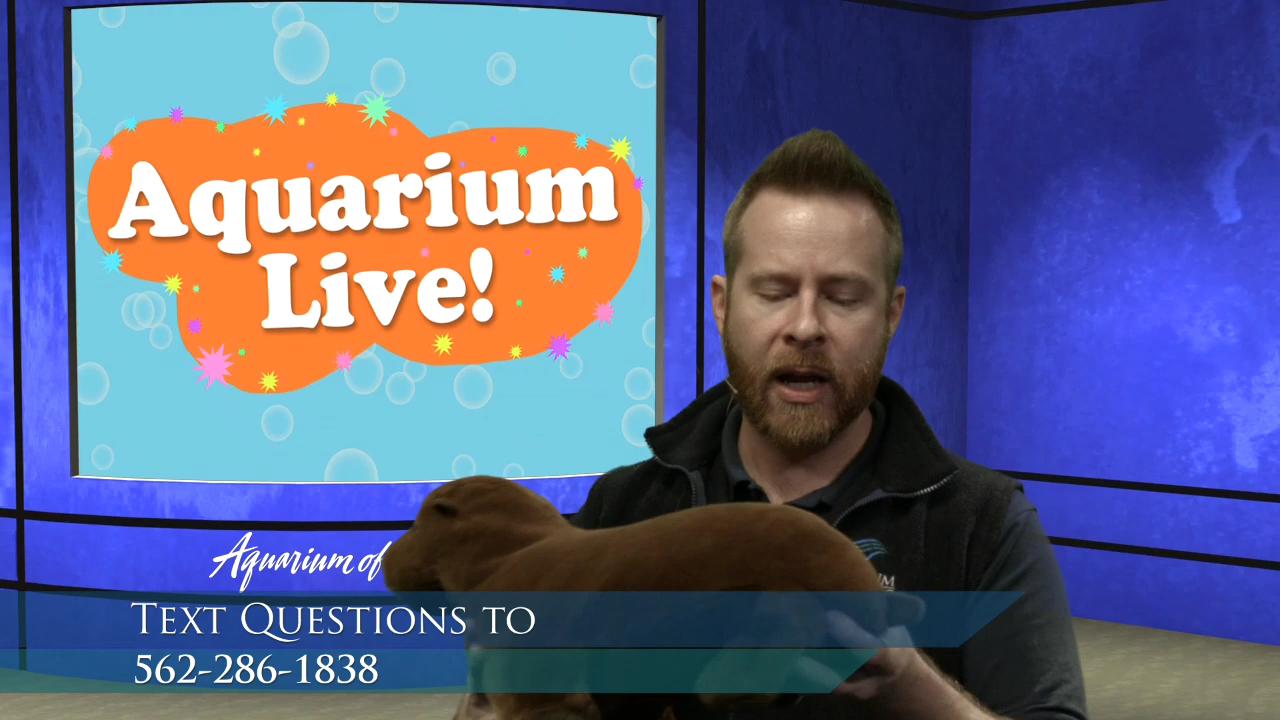 Aquarium
Live!
Aquarium of
Text Questions to
562-286-1838